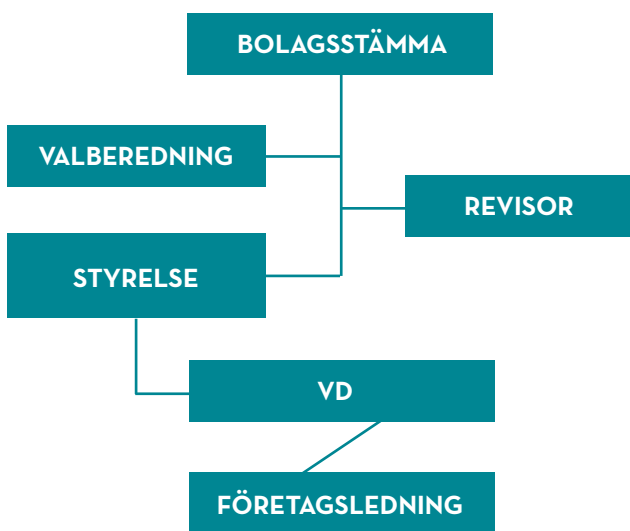 BOLAGSSTÄMMA
VALBEREDNING
REVISOR
STYRELSE
VD
FÖRETAGSLEDNING